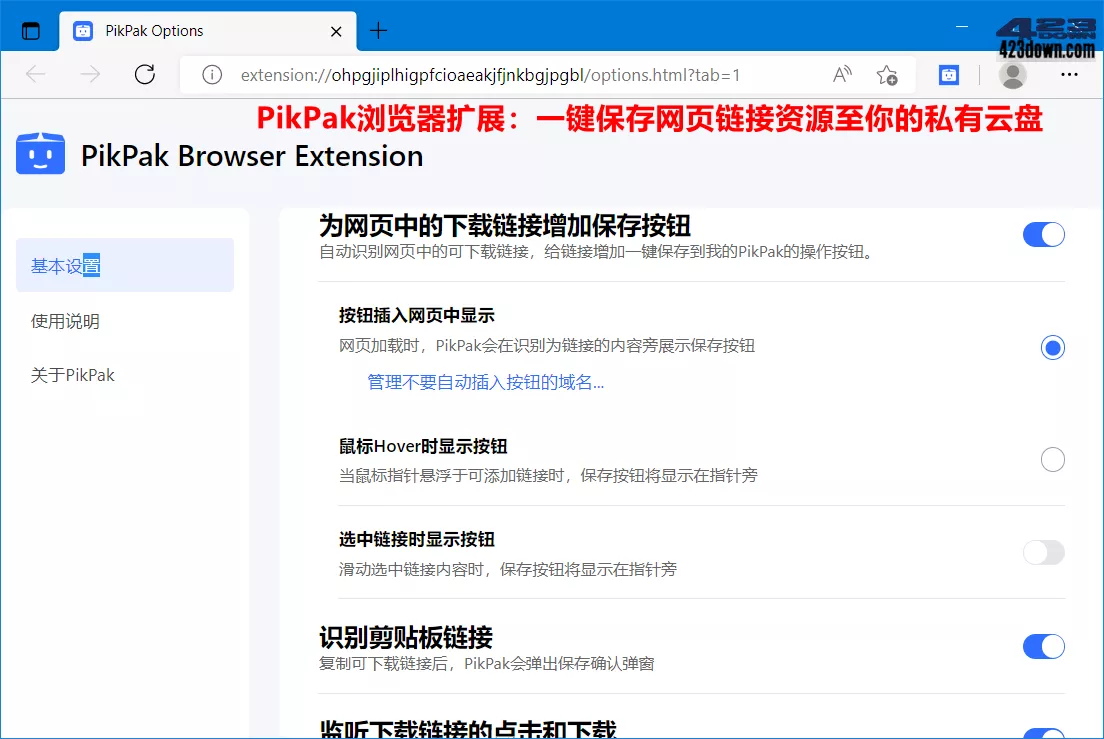 PikPak Options
4名器
423down.com
extension://ohpgjiplhigpfcioaeakjfjnkbgjpgbl/options.html?tab=1
PikPak浏览器扩展：一键保存网页链接资源至你的私有云盘
PikPak Browser Extension
基本设置
使用说明
关于PikPak
为网页中的下载链接增加保存按钮
自动识别网页中的可下载链接，给链接增加一键保存到我的PikPak的操作按钮。
按钮插入网页中显示
网页加载时，PikPak会在识别为链接的内容旁展示保存按钮
管理不要自动插入按钮的域名...
鼠标Hover时显示按钮
当鼠标指针悬浮于可添加链接时，保存按钮将显示在指针旁
选中链接时显示按钮
滑动选中链接内容时，保存按钮将显示在指针旁
识别剪贴板链接
复制可下载链接后，PikPak会弹出保存确认弹窗
监听下载链接的点击和下载